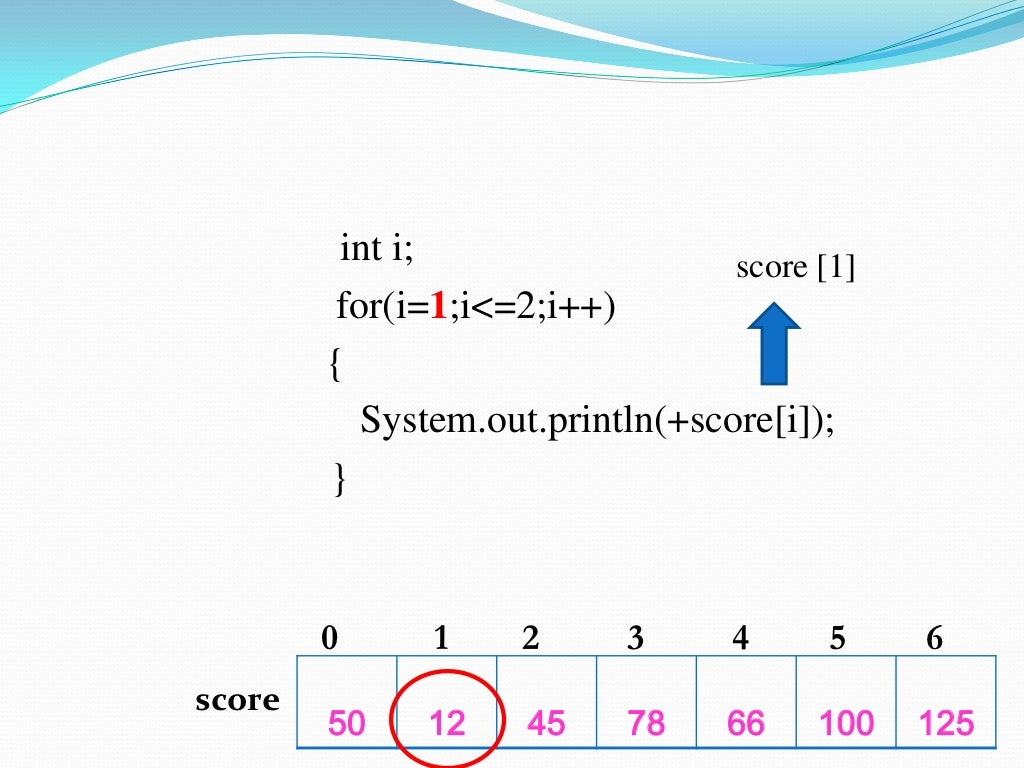 int i;
score [1]
for(i=1;i<=2;i++)
{
System.out.println(+score[i]);
}
0 1 2 3 4 5 6
score 50 12 45 78 66 100 125